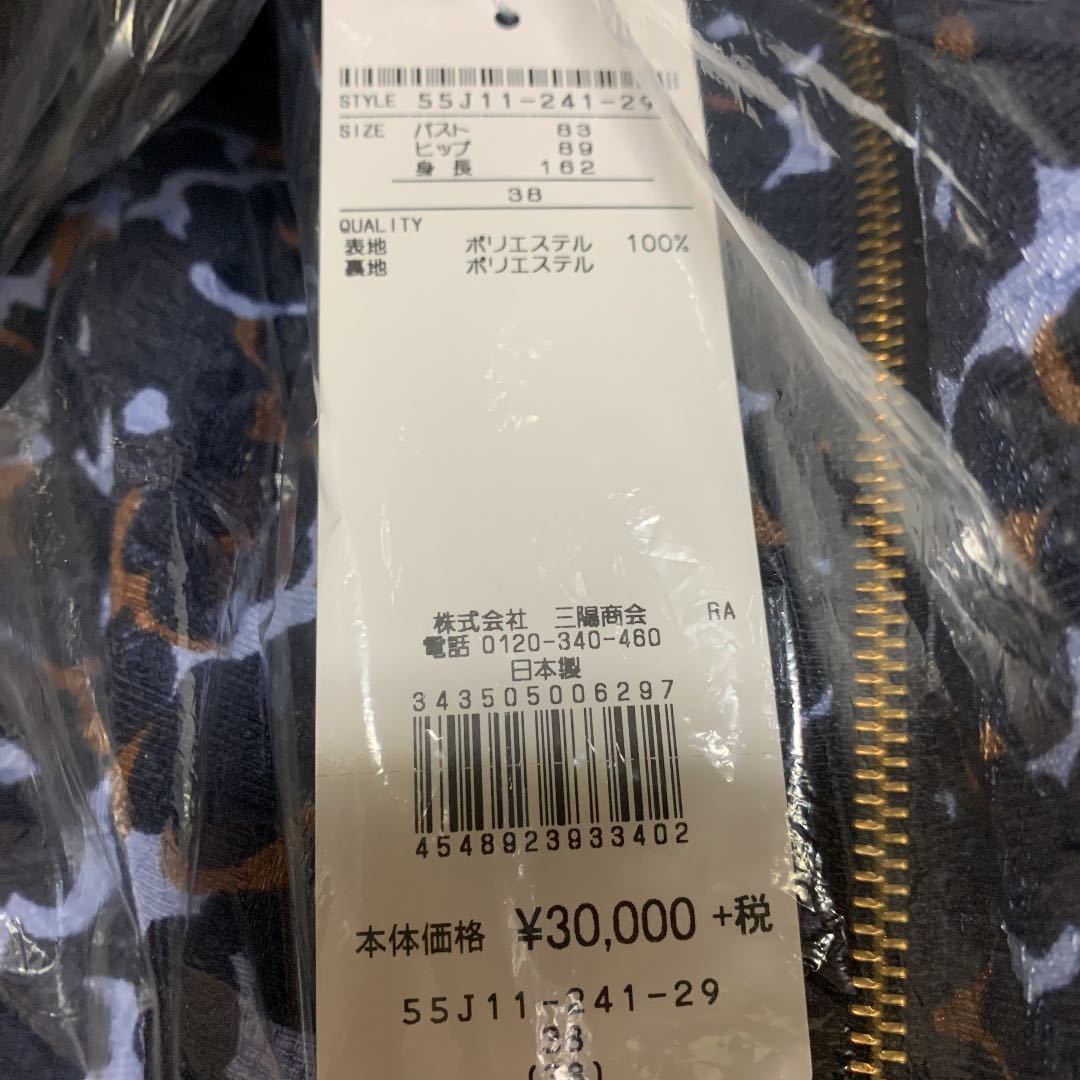 STYLE 55J11-241-29
SIZE バスト 83
ヒップ 89
身長 162
38
QUALITY
表地 ポリエステル 100%
裏地 ポリエステル
株式会社 三陽商会 RA
電話 0120-340-460
日本製
343505006297
4548923933402
本体価格 ¥30,000 +税
55J11-241-29
38